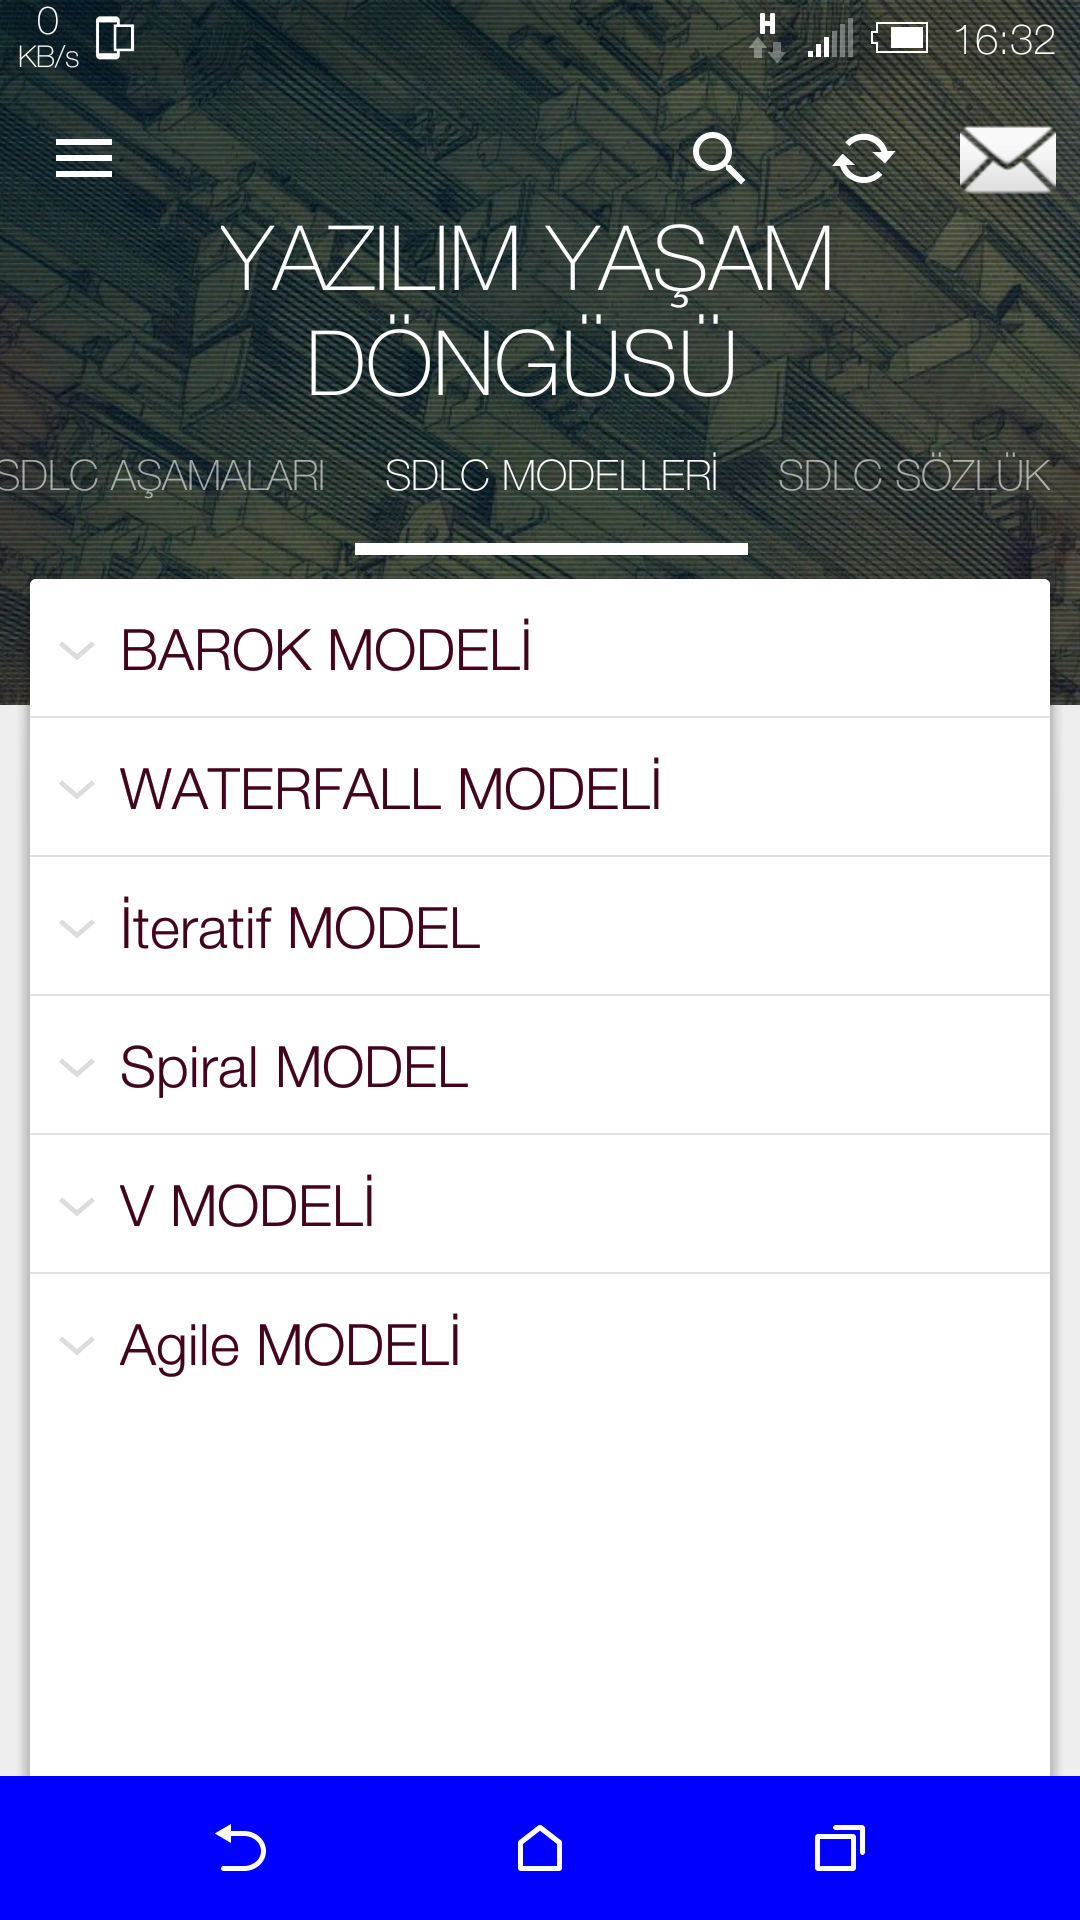 0
KB/s
H
16:32
YAZILIM YAŞAM
DÖNGÜSÜ
SDLC AŞAMALARI SDLC MODELLERİ SDLC SÖZLÜK
BAROK MODELİ
WATERFALL MODELİ
İteratif MODEL
Spiral MODEL
V MODELİ
Agile MODELİ